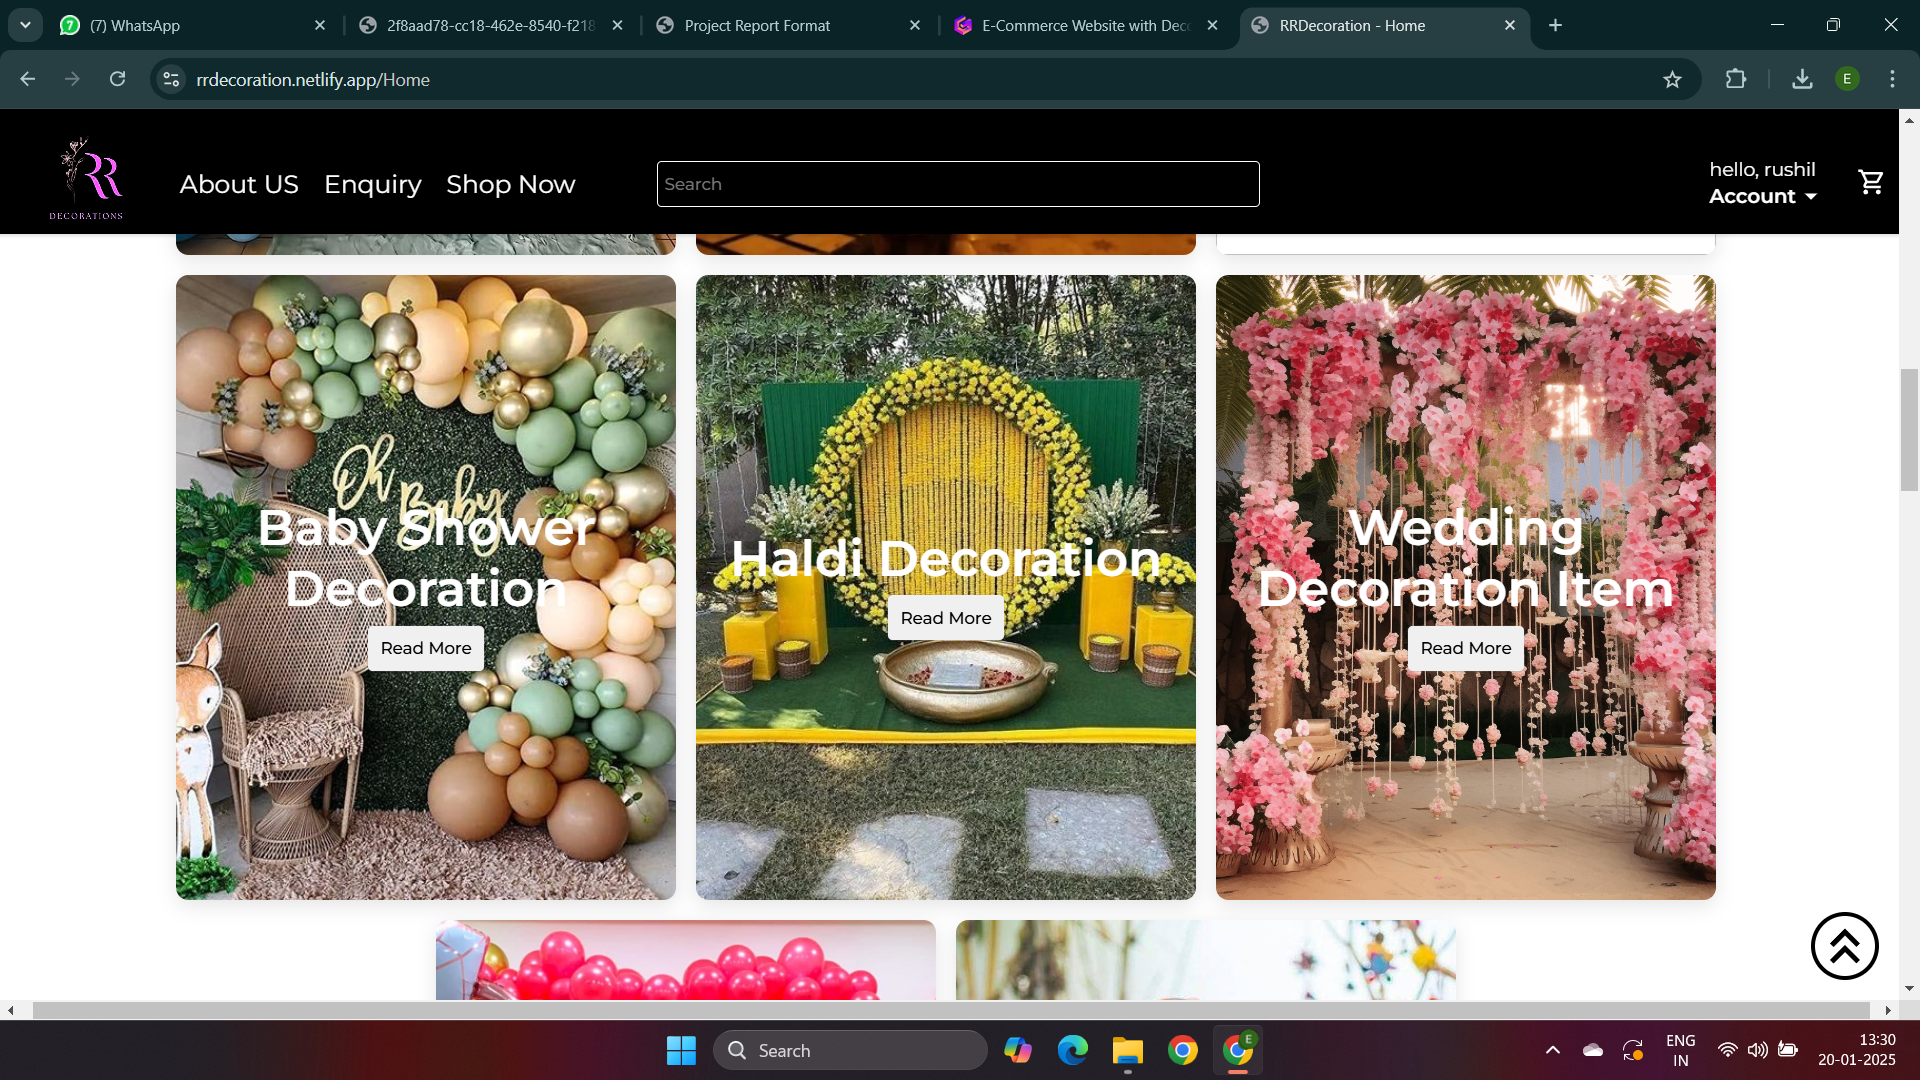 (7) WhatsApp
2f8aad78-cc18-462e-8540-f218
Project Report Format
E-Commerce Website with Deco
RRDecoration - Home
rrdecoration.netlify.app/Home
E
RR
DECORATIONS
About US
Enquiry
Shop Now
Search
hello, rushil
Account
Oh
Baby
Baby Shower
Decoration
Read More
Haldi Decoration
Read More
Wedding
Decoration Item
Read More
Search
E
ENG
IN
13:30
20-01-2025